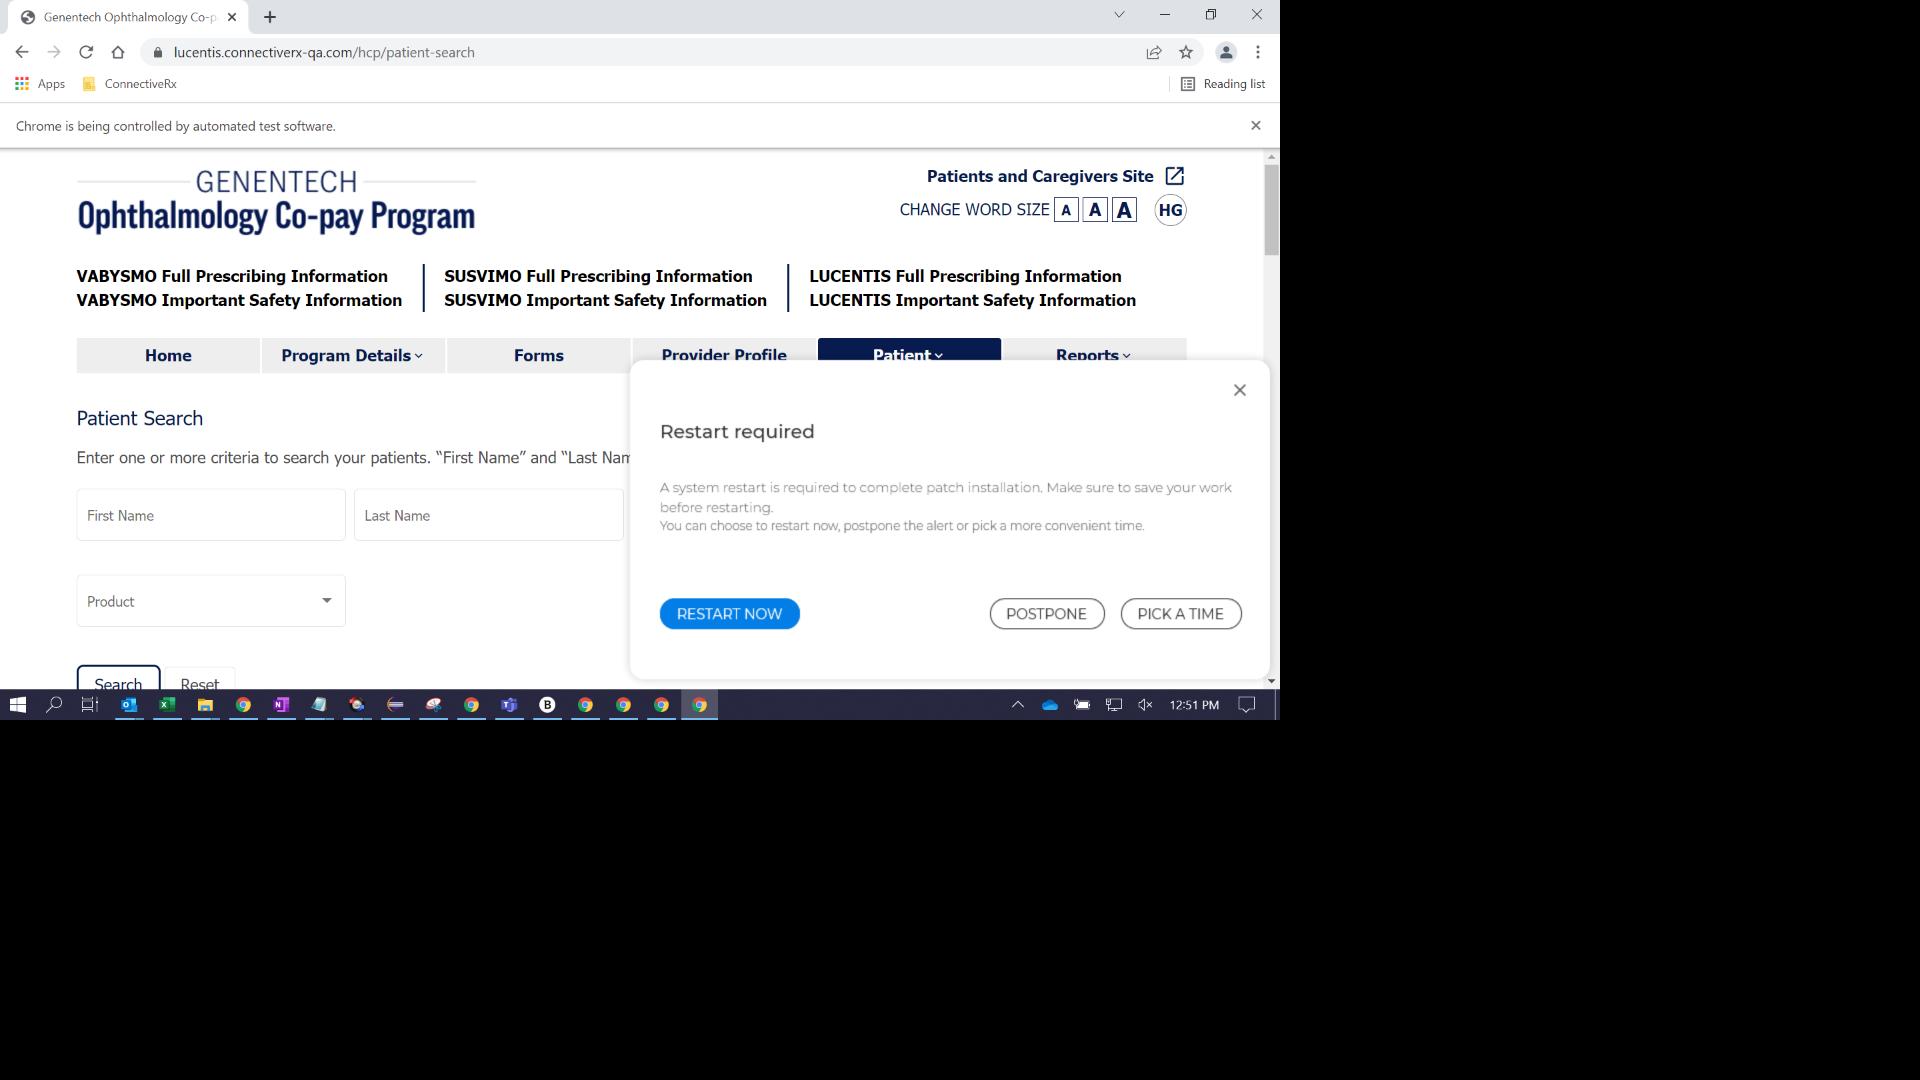 Genentech Ophthalmology Co-p
lucentis.connectiverx-qa.com/hcp/patient-search
Apps
ConnectiveRx
Reading list
Chrome is being controlled by automated test software.
GENENTECH
Ophthalmology Co-pay Program
Patients and Caregivers Site
CHANGE WORD SIZE A A A HG
VABYSMO Full Prescribing Information
VABYSMO Important Safety Information
SUSVIMO Full Prescribing Information
SUSVIMO Important Safety Information
LUCENTIS Full Prescribing Information
LUCENTIS Important Safety Information
Home
Program Details
Forms
Provider Profile
Patient
Reports
Patient Search
Enter one or more criteria to search your patients. “First Name” and “Last Nam
First Name
Last Name
Product
Search
Reset
Restart required
A system restart is required to complete patch installation. Make sure to save your work
before restarting.
You can choose to restart now, postpone the alert or pick a more convenient time.
RESTART NOW
POSTPONE
PICK A TIME
B
12:51 PM